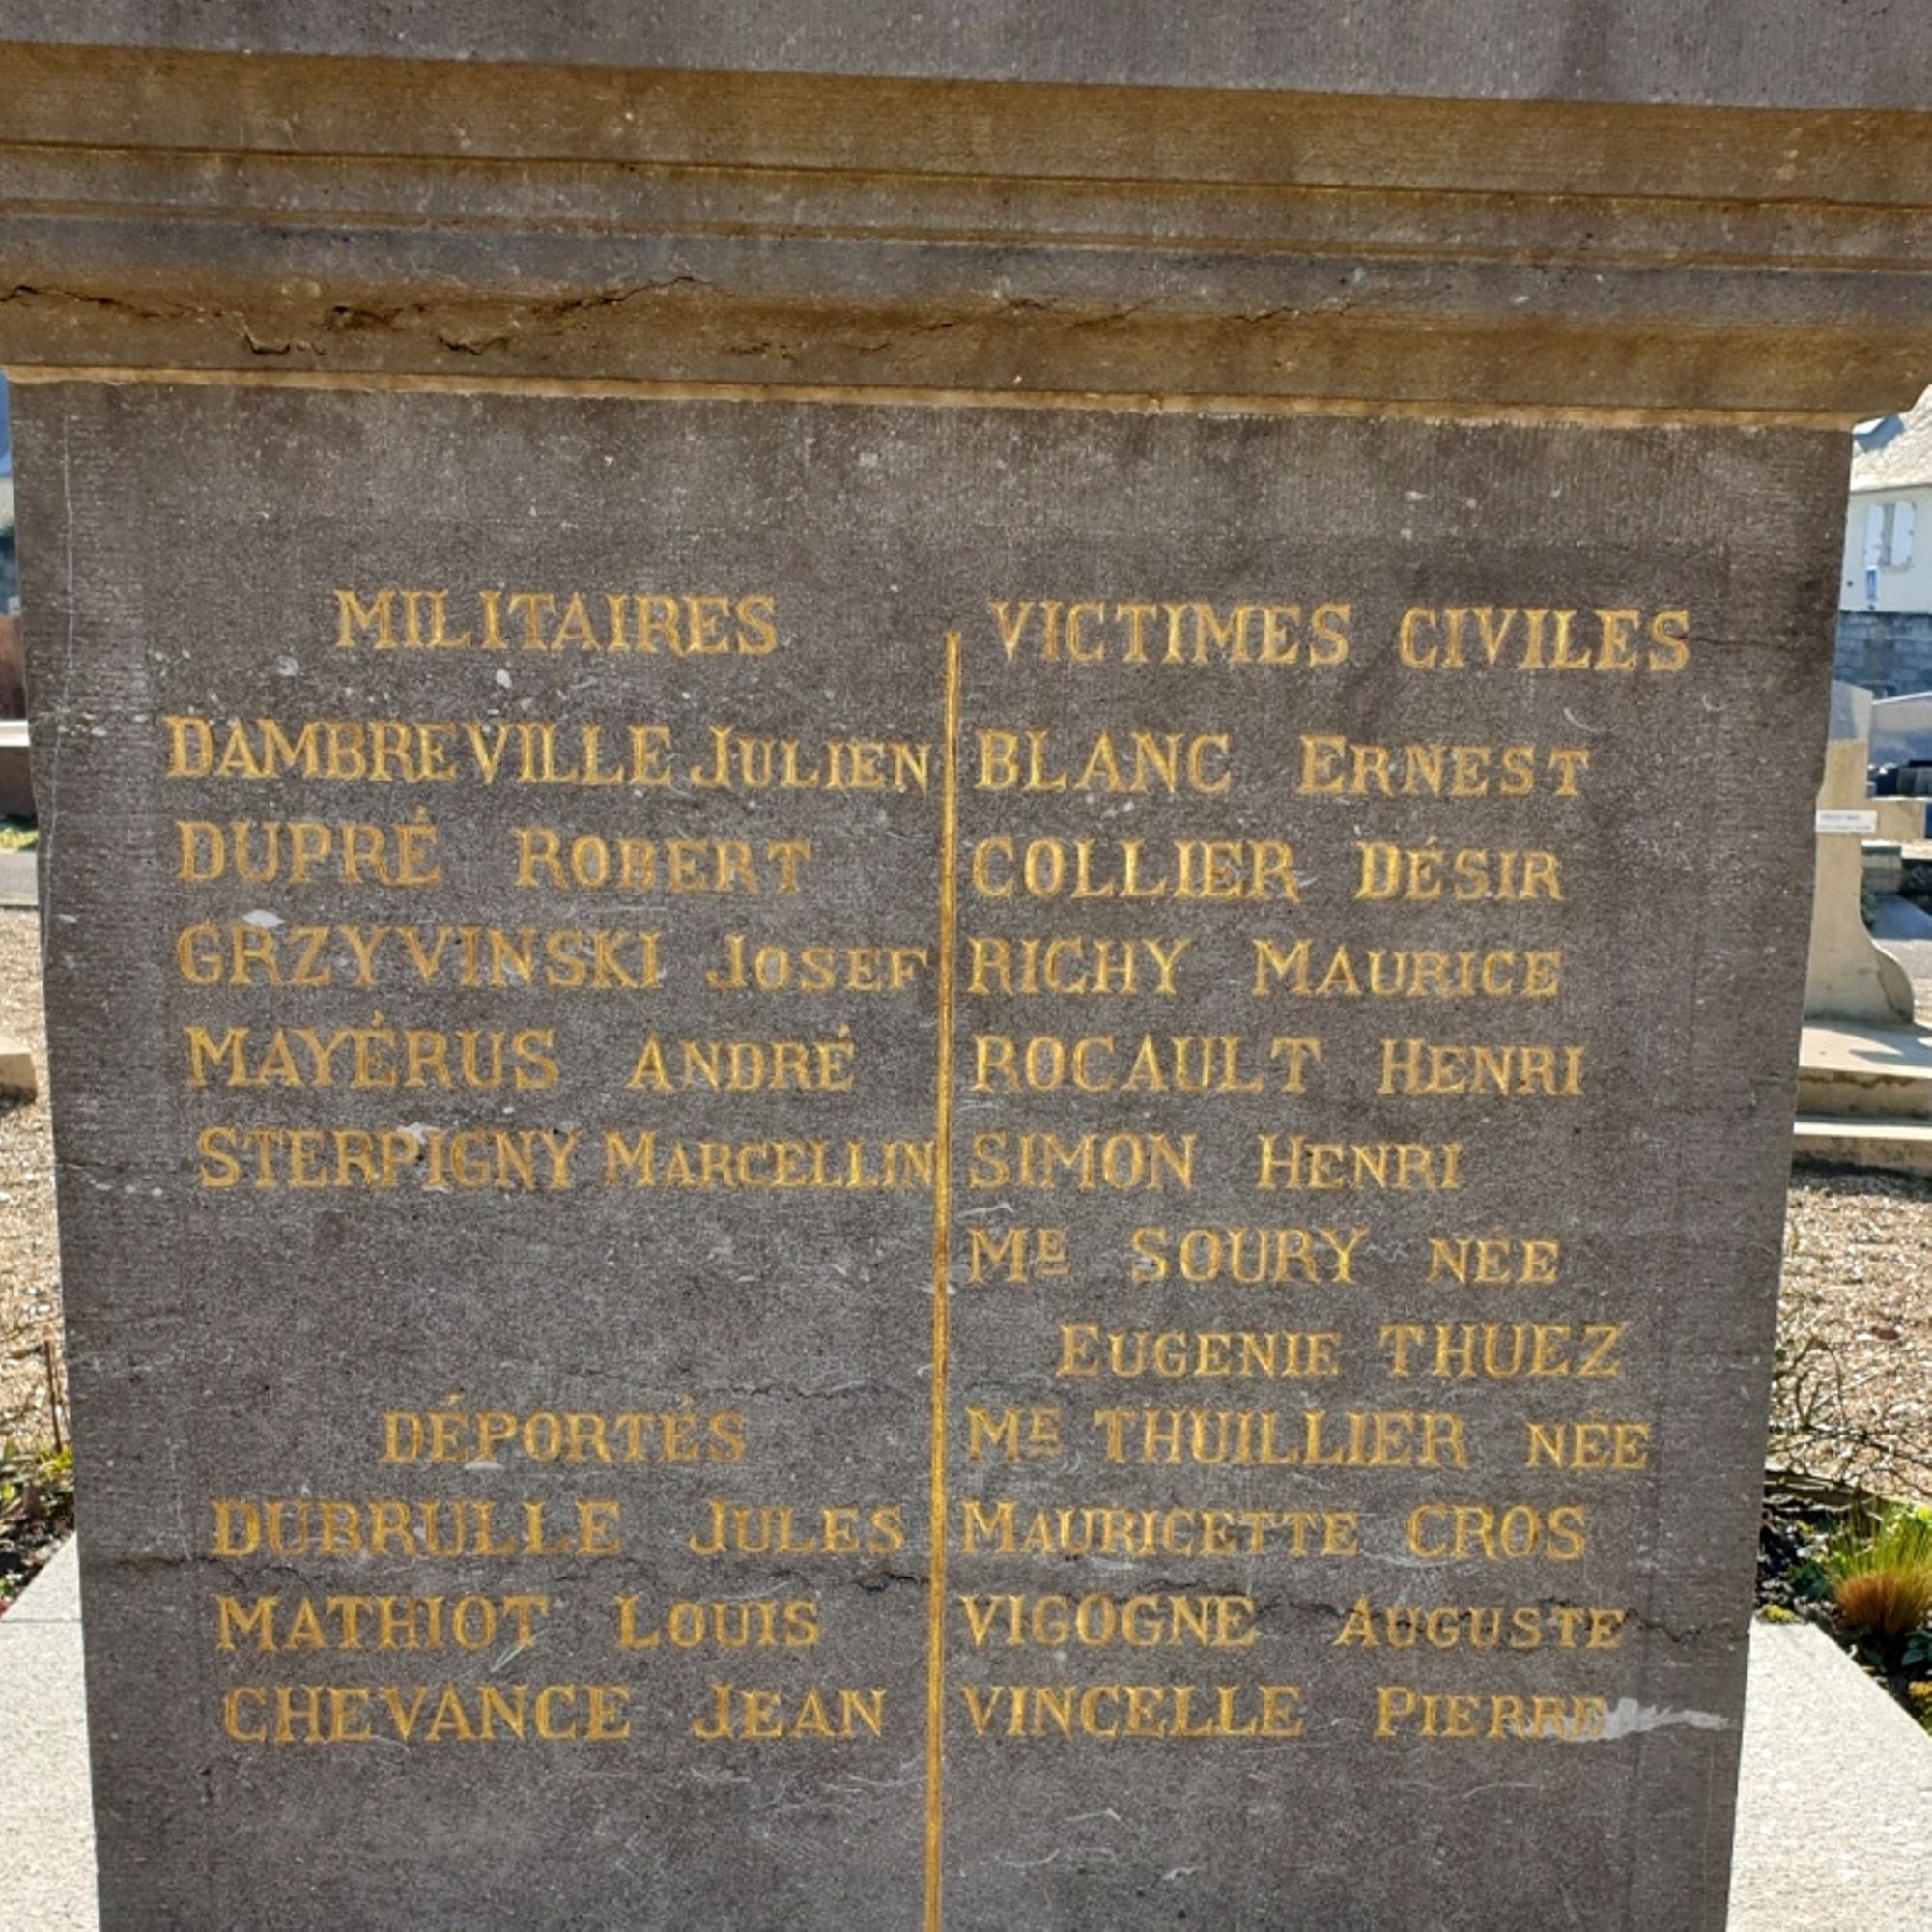 MILITAIRES
DAMBREVILLE JULIEN
DUPRÉ ROBERT
GRZYVINSKI JOSEF
MAYÉRUS ANDRÉ
STERPIGNY MARCELLIN
DÉPORTÉS
DUBRULLE JULES
MATHIOT LOUIS
CHEVANCE JEAN
VICTIMES CIVILES
BLANC ERNEST
COLLIER DÉSIR
RICHY MAURICE
ROCAULT HENRI
SIMON HENRI
ME SOURY NÉE
EUGENIE THUEZ
ME THUILLIER NÉE
MAURICETTE CROS
VIGOGNE AUGUSTE
VINCELLE PIERRE